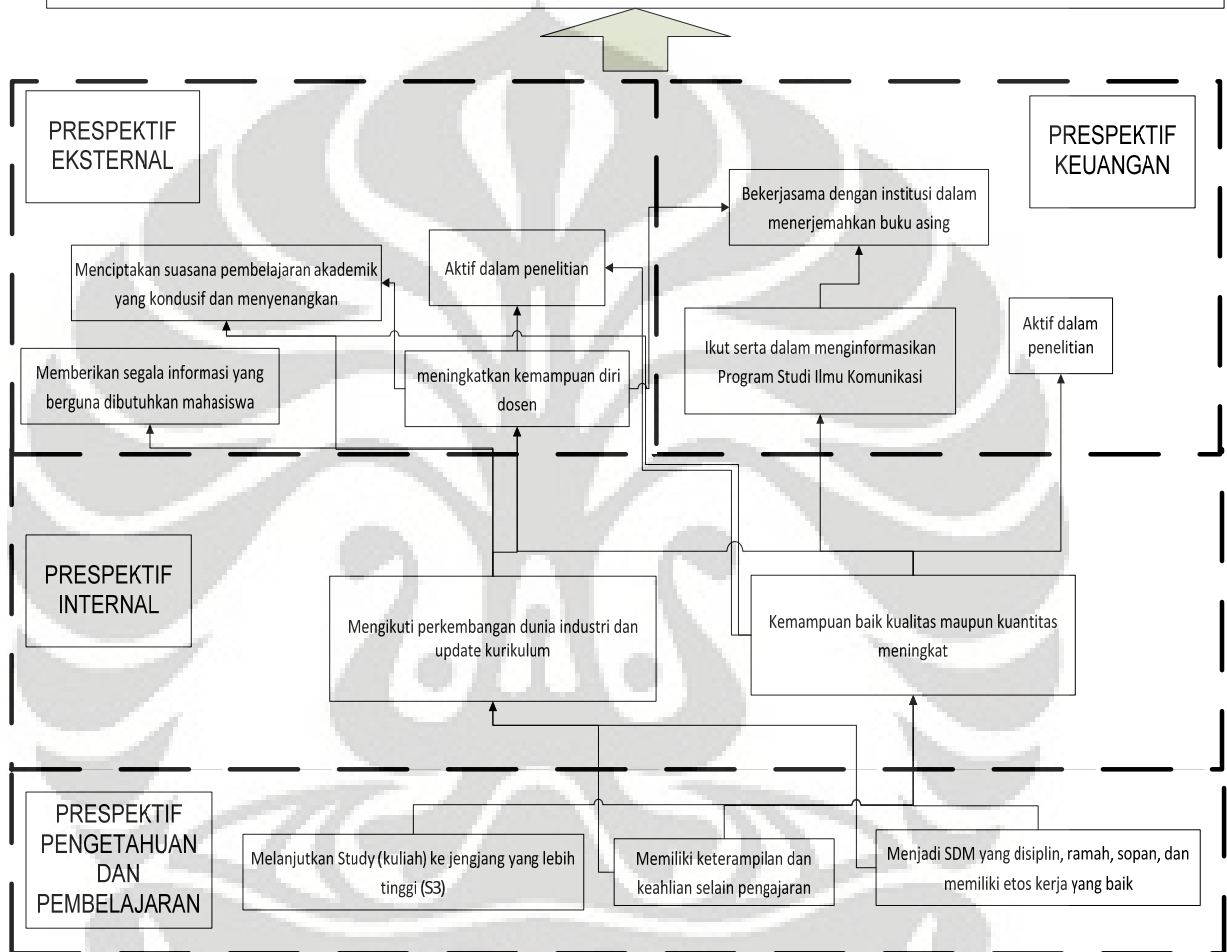 PRESPEKTIF
EKSTERNAL
PRESPEKTIF
KEUANGAN
Bekerjasama dengan institusi dalam
menerjemahkan buku asing
Menciptakan suasana pembelajaran akademik
yang kondusif dan menyenangkan
Aktif dalam penelitian
Aktif dalam
penelitian
Ikut serta dalam menginformasikan
Program Studi Ilmu Komunikasi
Memberikan segala informasi yang
berguna dibutuhkan mahasiswa
meningkatkan kemampuan diri
dosen
PRESPEKTIF
INTERNAL
Mengikuti perkembangan dunia industri dan
update kurikulum
Kemampuan baik kualitas maupun kuantitas
meningkat
PRESPEKTIF
PENGETAHUAN
DAN
PEMBELAJARAN
Melanjutkan Study (kuliah) ke jengjang yang lebih
tinggi (S3)
Memiliki keterampilan dan
keahlian selain pengajaran
Menjadi SDM yang disiplin, ramah, sopan, dan
memiliki etos kerja yang baik